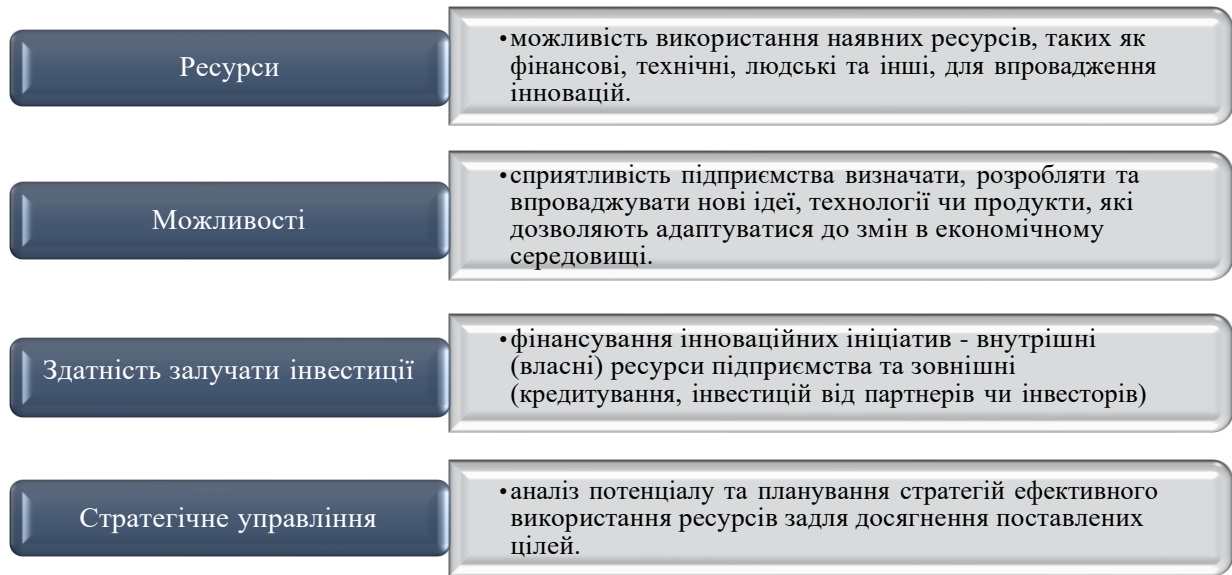 Ресурси
•можливість використання наявних ресурсів, таких як
фінансові, технічні, людські та інші, для впровадження
інновацій.
Можливості
•сприятливість підприємства визначати, розробляти та
впроваджувати нові ідеї, технології чи продукти, які
дозволяють адаптуватися до змін в економічному
середовищі.
Здатність залучати інвестиції
•фінансування інноваційних ініціатив - внутрішні
(власні) ресурси підприємства та зовнішні
(кредитування, інвестицій від партнерів чи інвесторів)
Стратегічне управління
•аналіз потенціалу та планування стратегій ефективного
використання ресурсів задля досягнення поставлених
цілей.